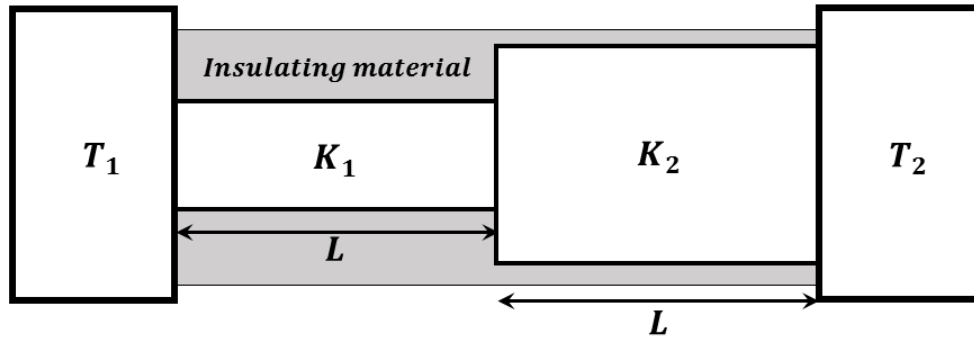 Insulating material
T₁
K₁
K₂
T₂
L
L